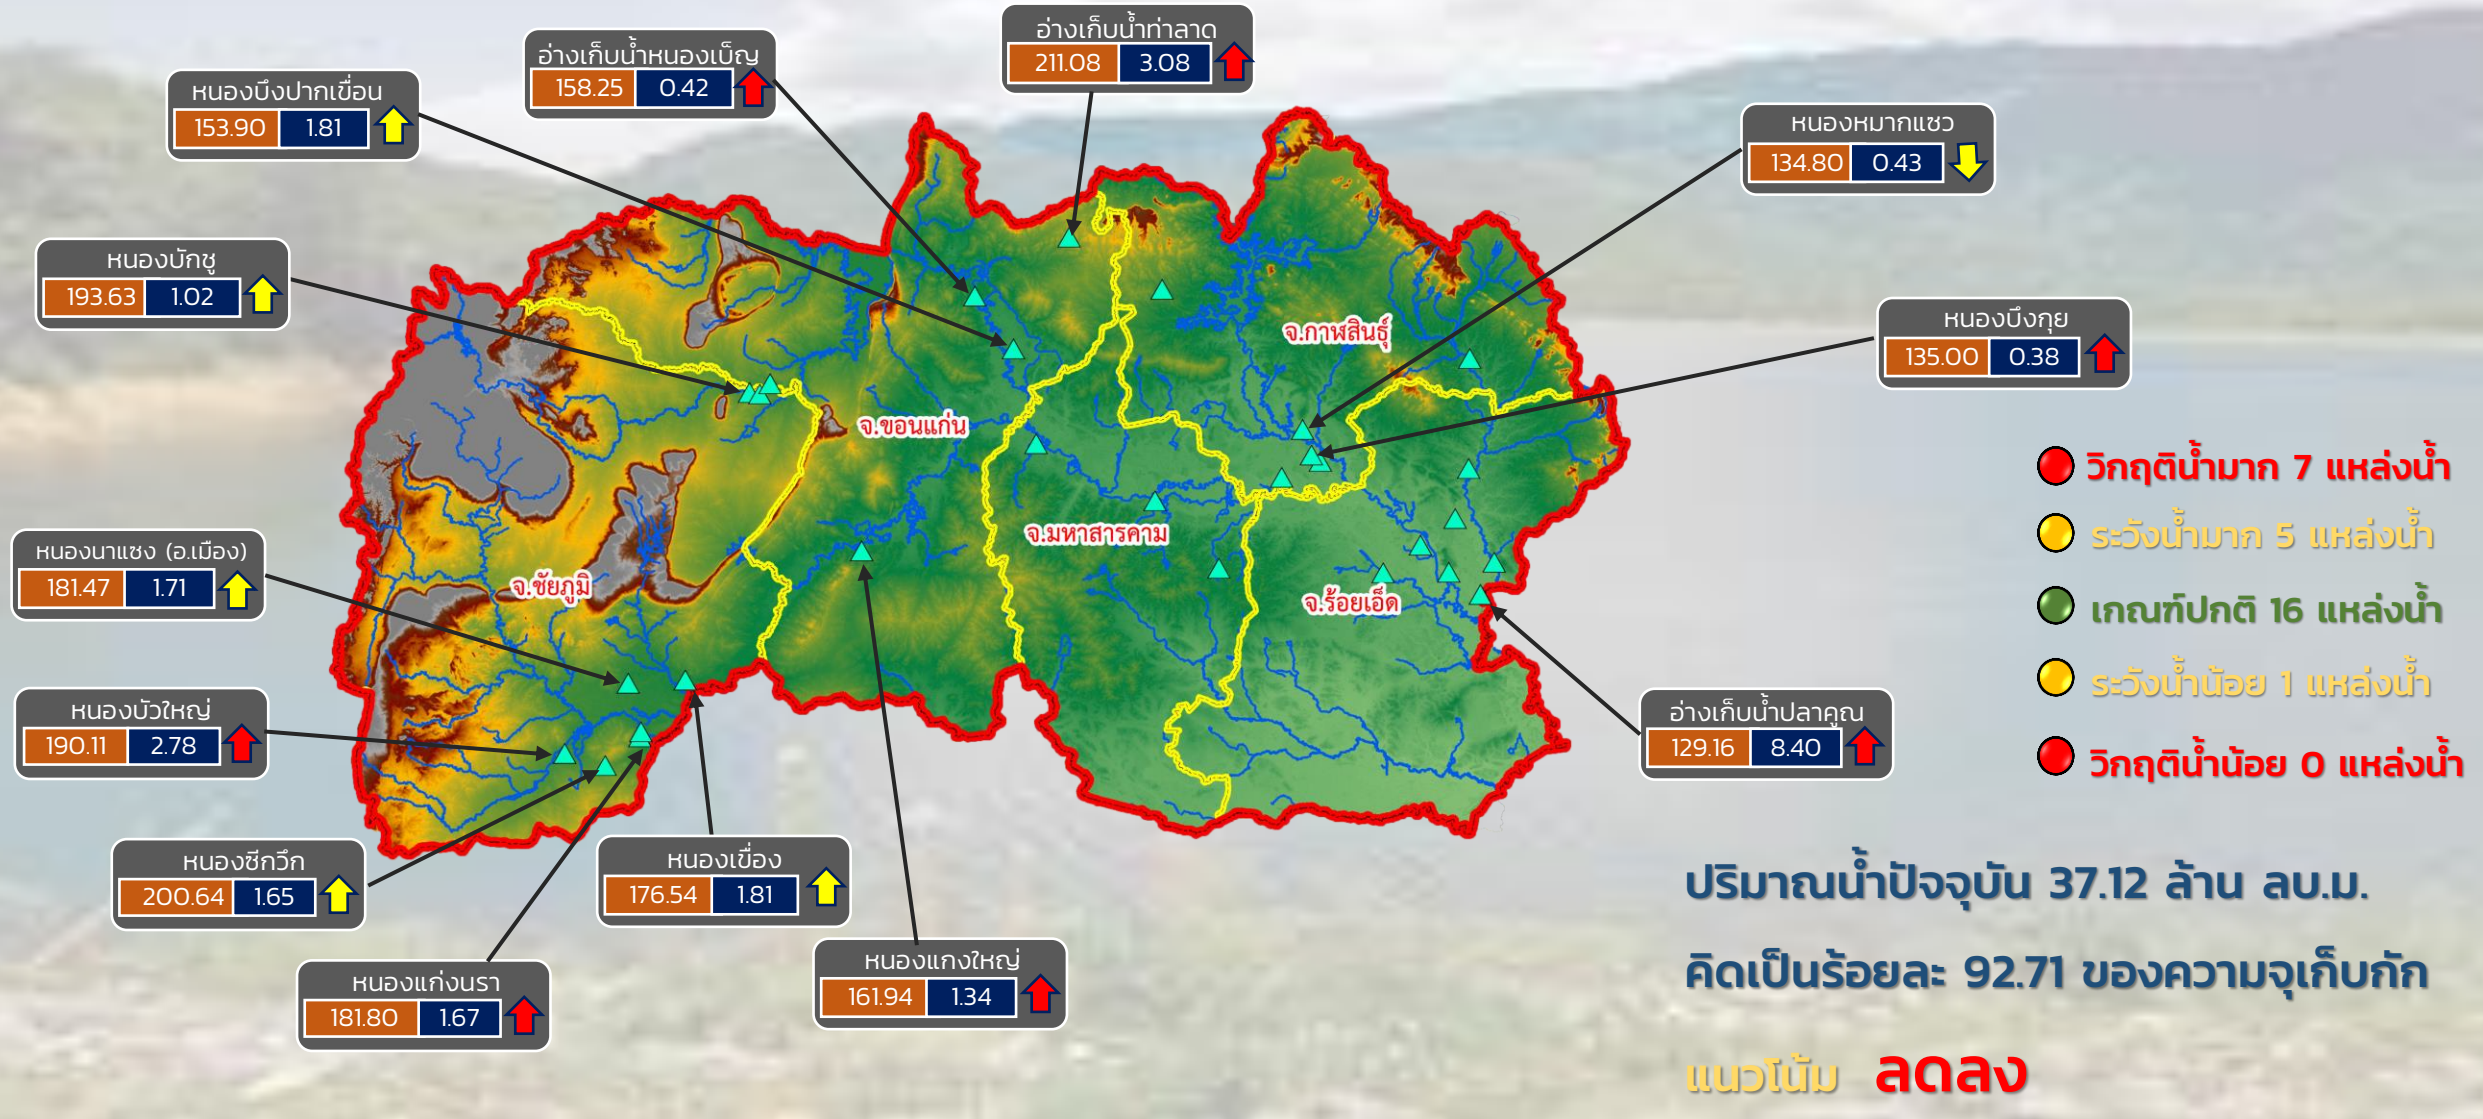 อ่างเก็บน้ำท่าลาด
211.08 3.08
อ่างเก็บน้ำหนองเบ็ญ
158.25 0.42
หนองบึงปากเขื่อน
153.90 1.81
หนองหมากแซว
134.80 0.43
หนองบักชู
193.63 1.02
หนองบึงกุย
135.00 0.38
จ.กาฬสินธุ์
จ.ขอนแก่น
จ.มหาสารคาม
จ.ชัยภูมิ
จ.ร้อยเอ็ด
หนองนาแซง (อ.เมือง)
181.47 1.71
หนองบัวใหญ่
190.11 2.78
อ่างเก็บน้ำปลาคูณ
129.16 8.40
หนองซีกวึก
200.64 1.65
หนองเขื่อง
176.54 1.81
หนองแก่งนรา
181.80 1.67
หนองแกงใหญ่
161.94 1.34
วิกฤติน้ำมาก 7 แหล่งน้ำ
ระวังน้ำมาก 5 แหล่งน้ำ
เกณฑ์ปกติ 16 แหล่งน้ำ
ระวังน้ำน้อย 1 แหล่งน้ำ
วิกฤติน้ำน้อย 0 แหล่งน้ำ
ปริมาณน้ำปัจจุบัน 37.12 ล้าน ลบ.ม.
คิดเป็นร้อยละ 92.71 ของความจุเก็บกัก
แนวโน้ม ลดลง